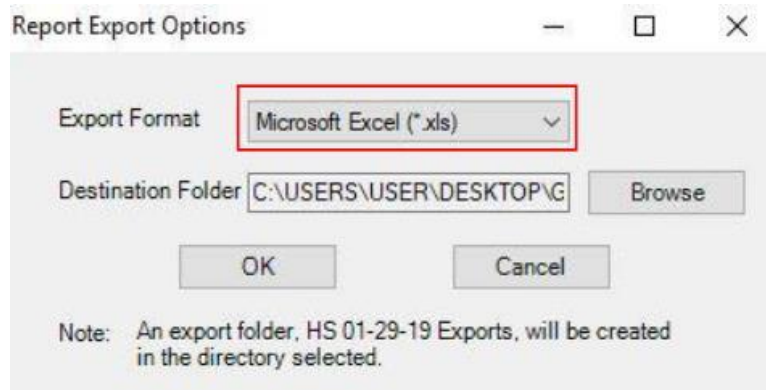 Report Export Options
Export Format Microsoft Excel (*.xls)
Destination Folder C:\USERS\USER\DESKTOP\G Browse
OK Cancel
Note: An export folder, HS 01-29-19 Exports, will be created
in the directory selected.